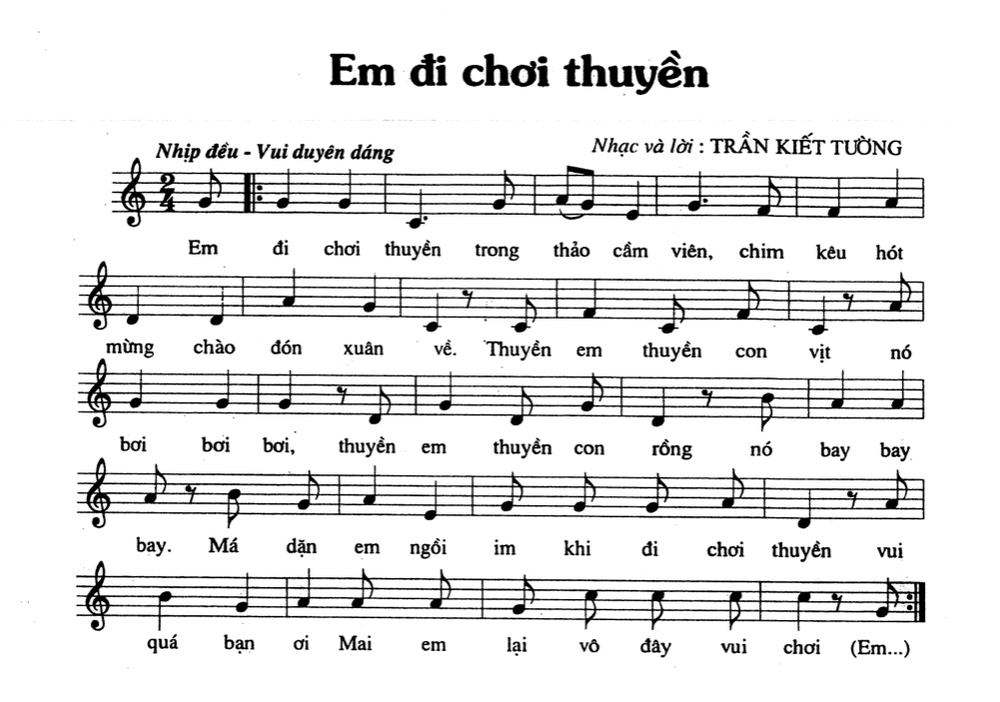 Em đi chơi thuyền
Nhịp đều - Vui duyên dáng
Nhạc và lời : TRẦN KIẾT TƯỜNG
2
4
Em đi chơi thuyền trong thảo cầm viên, chim kêu hót
mừng chào đón xuân về. Thuyền em thuyền con vịt nó
bơi bơi bơi, thuyền em thuyền con rồng nó bay bay
bay. Má dặn em ngồi im khi đi chơi thuyền vui
quá bạn ơi Mai em lại vô đây vui chơi (Em...)